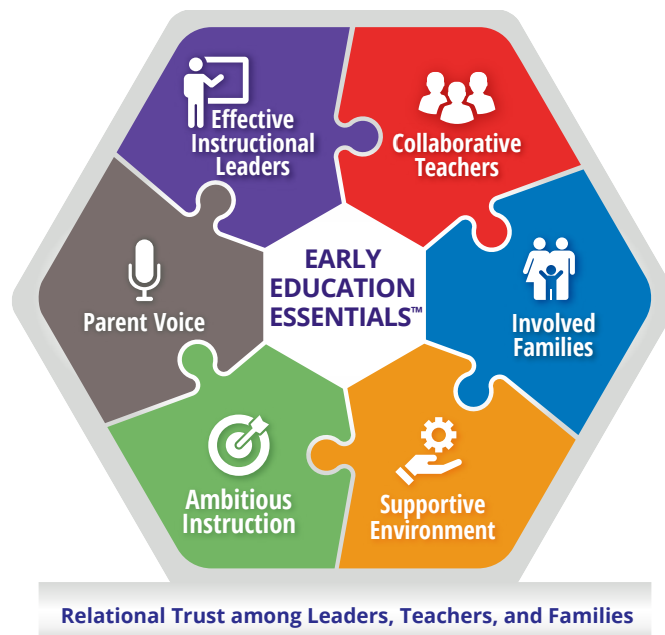 Effective
Instructional
Leaders
Collaborative
Teachers
Parent Voice
EARLY
EDUCATION
ESSENTIALS™
Involved
Families
Ambitious
Instruction
Supportive
Environment
Relational Trust among Leaders, Teachers, and Families